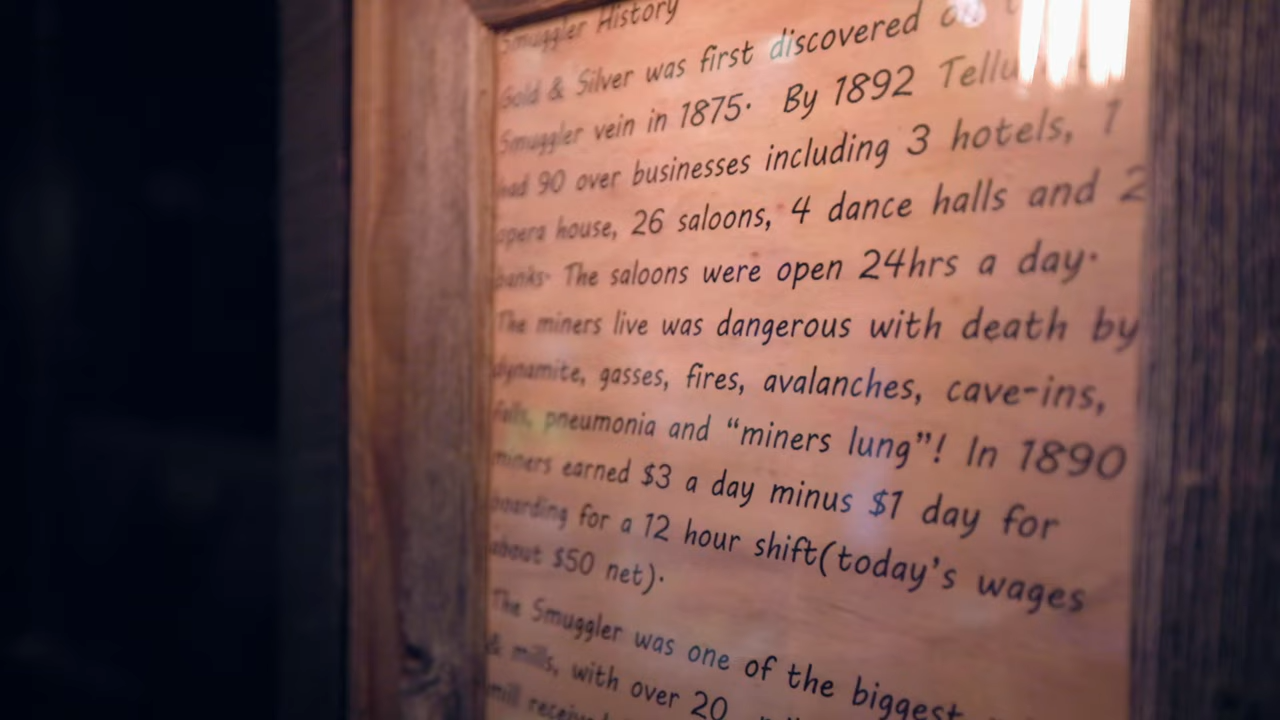 Smuggler History
Gold & Silver was first discovered
Smuggler vein in 1875. By 1892
had 90 over businesses including 3 hotels, 1
opera house, 26 saloons, 4 dance halls and 2
banks. The saloons were open 24hrs a day.
The miners live was dangerous with death by
dynamite, gasses, fires, avalanches, cave-ins,
falls, pneumonia and “miners lung”! In 1890
miners earned $3 a day minus $1 day for
boarding for a 12 hour shift(today's wages
about $50 net).
The Smuggler was one of the biggest
& mills, with over 20
mill